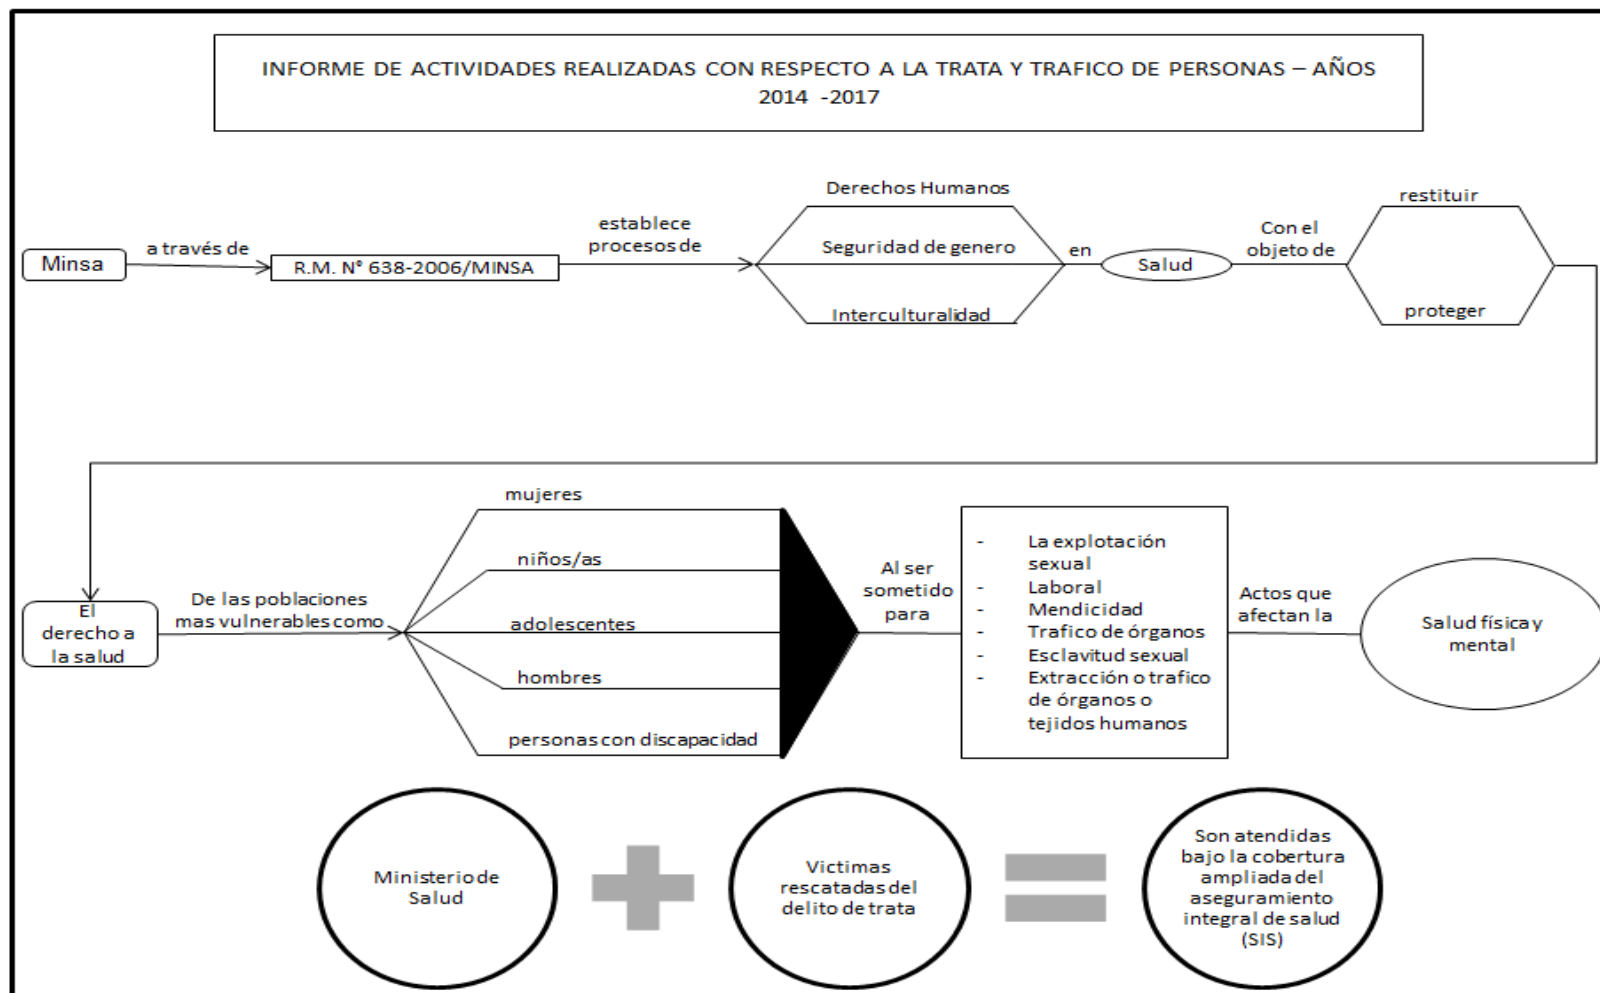 INFORME DE ACTIVIDADES REALIZADAS CON RESPECTO A LA TRATA Y TRAFICO DE PERSONAS – AÑOS
2014 -2017
Minsa
a través de
R.M. N° 638-2006/MINSA
establece
procesos de
Derechos Humanos
Seguridad de genero
Interculturalidad
en
Salud
Con el
objeto de
restituir
proteger
El
derecho a
la salud
De las poblaciones
mas vulnerables como
mujeres
niños/as
adolescentes
hombres
personas con discapacidad
Al ser
sometido
para
- La explotación
sexual
- Laboral
- Mendicidad
- Trafico de órganos
- Esclavitud sexual
- Extracción o trafico
de órganos o
tejidos humanos
Actos que
afectan la
Salud física y
mental
Ministerio de
Salud
Victimas
rescatadas del
delito de trata
Son atendidas
bajo la cobertura
ampliada del
aseguramiento
integral de salud
(SIS)